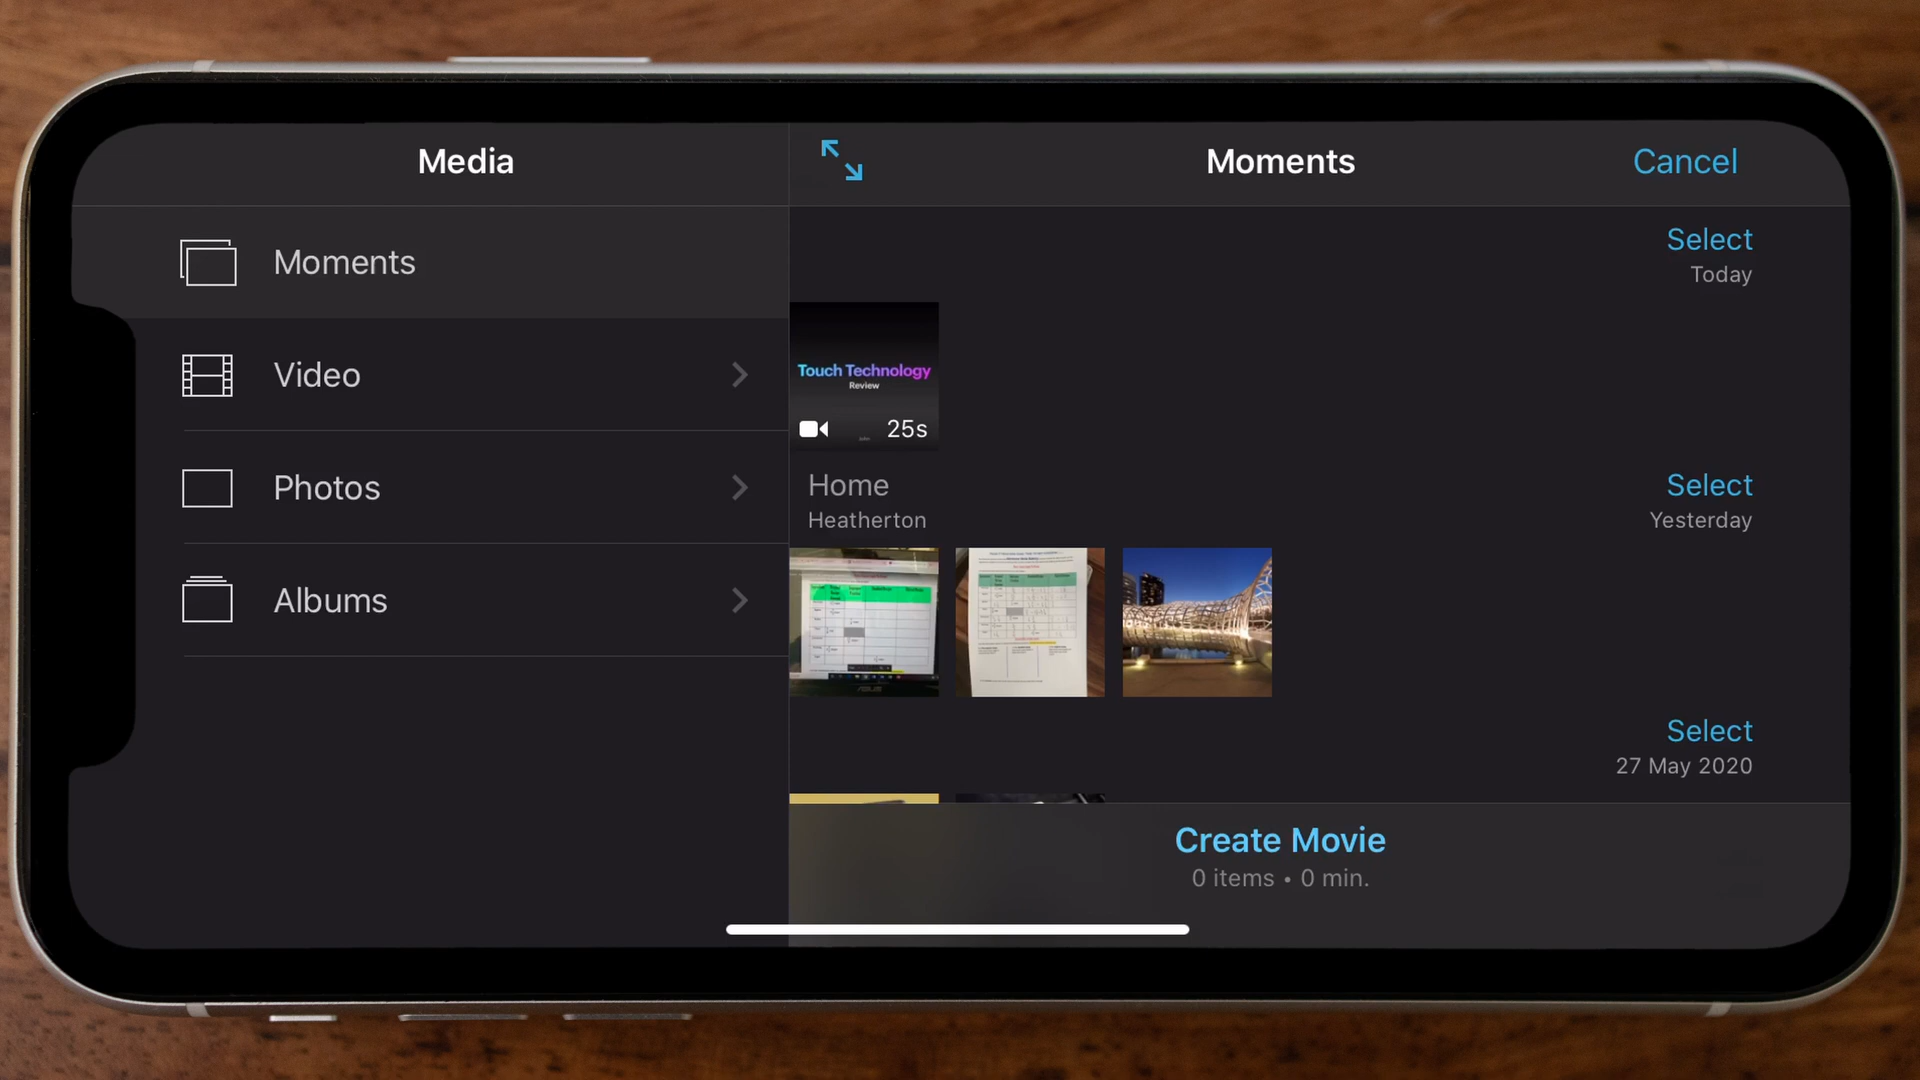 Media
Moments
Cancel
Moments
Video
Photos
Albums
Select
Today
Touch Technology
Review
25s
Home
Heatherton
Select
Yesterday
ASUS
Select
27 May 2020
Create Movie
0 items • 0 min.